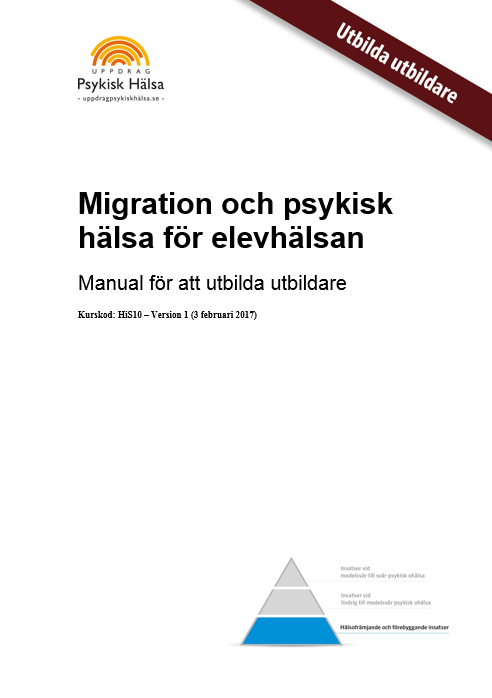 Utbilda utbildare
UPPDRAG
Psykisk Hälsa
- uppdragpsykiskhälsa.se -
Migration och psykisk
hälsa för elevhälsan
Manual för att utbilda utbildare
Kurskod: HiS10 – Version 1 (3 februari 2017)
Insatser vid
medelsvår till svår psykisk ohälsa
Insatser vid
lindrig till medelsvår psykisk ohälsa
Hälsofrämjande och förebyggande insatser